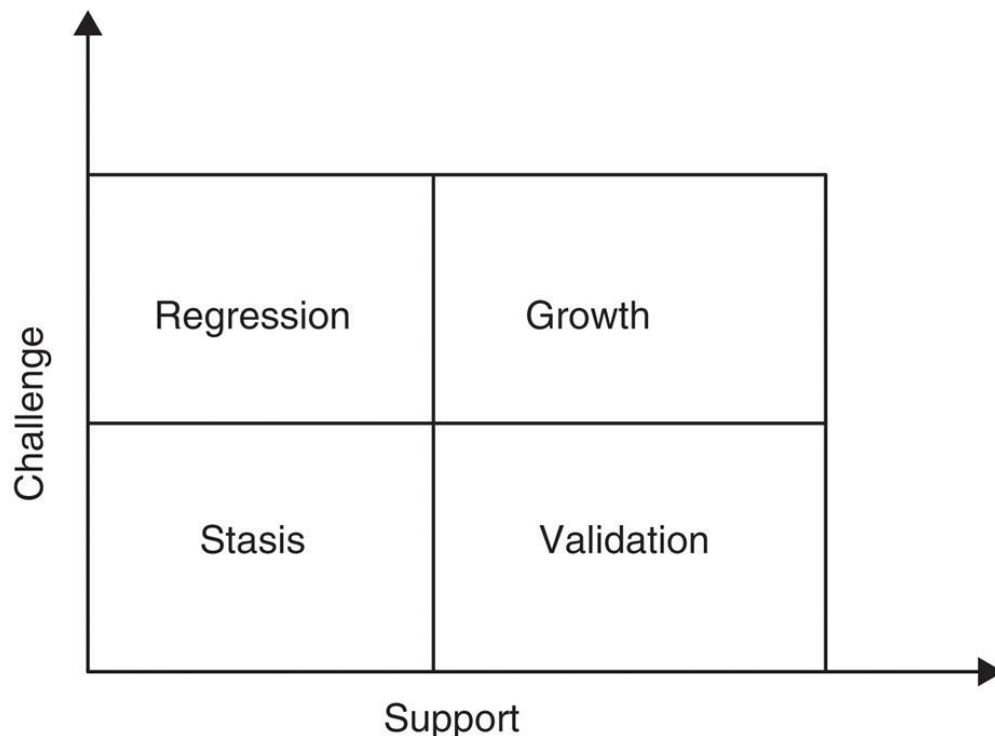 Challenge
Regression
Growth
Stasis
Validation
Support